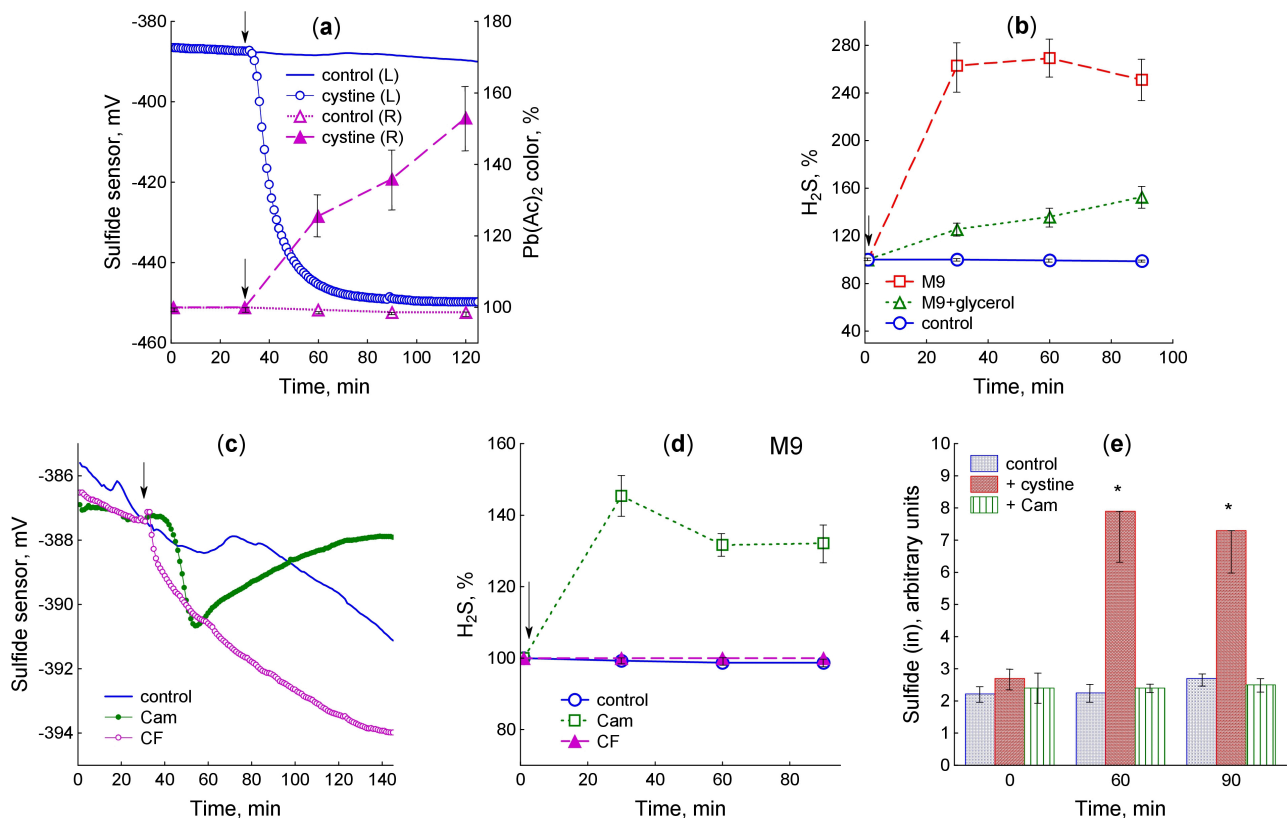 (a)
-380
-400
-420
-440
-460
Sulfide sensor, mV
180
160
140
120
100
Pb(Ac)2 color, %
control (L)
cystine (L)
control (R)
cystine (R)
0 20 40 60 80 100 120
Time, min
(b)
280
240
200
160
120
80
40
H2S, %
M9
M9+glycerol
control
0 20 40 60 80 100
Time, min
(c)
-386
-388
-390
-392
-394
Sulfide sensor, mV
control
Cam
CF
0 20 40 60 80 100 120 140
Time, min
(d) M9
160
140
120
100
80
H2S, %
control
Cam
CF
0 20 40 60 80
Time, min
(e)
10
9
8
7
6
5
4
3
2
1
0
Sulfide (in), arbitrary units
control
+ cystine
+ Cam
*
*
0 60 90
Time, min